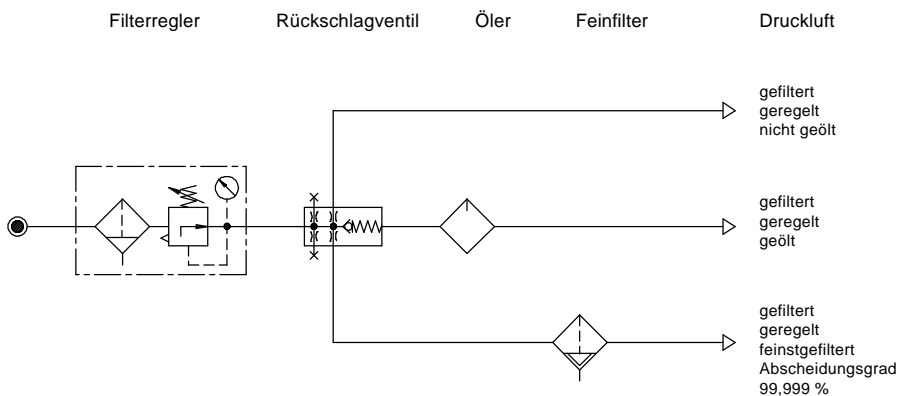 Filterregler
Rückschlagventil
Öler
Feinfilter
Druckluft
gefiltert
geregelt
nicht geölt
gefiltert
geregelt
geölt
gefiltert
geregelt
feinstgefiltert
Abscheidungsgrad
99,999 %